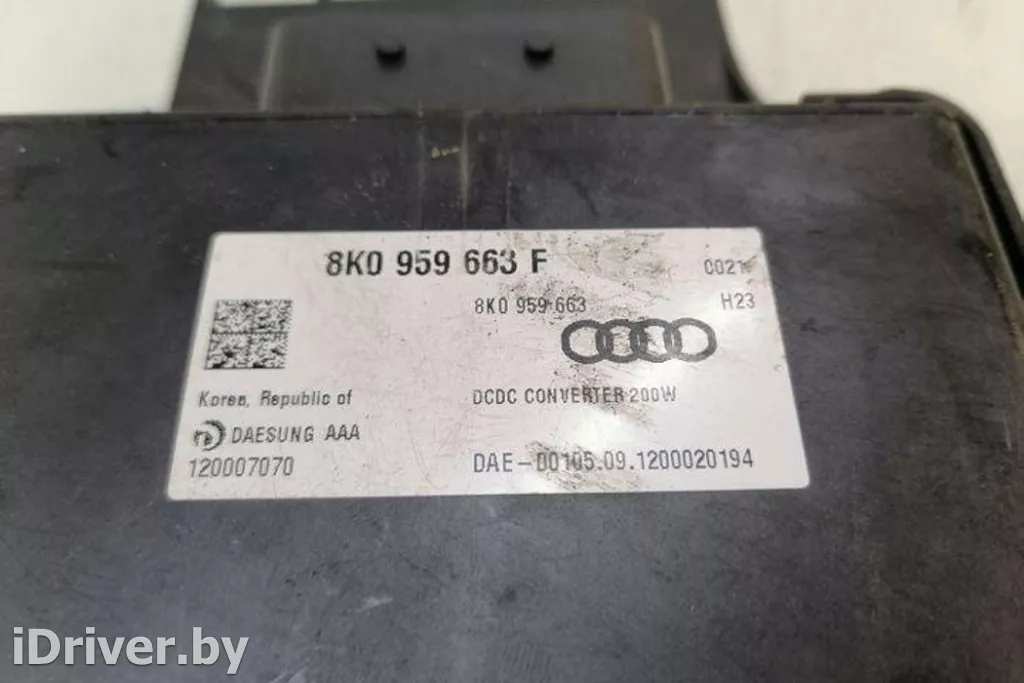 8K0 959 663 F
0021
8K0 959 663
H23
Korea, Republic of
DCDC CONVERTER 200W
DAESUNG AAA
120007070
DAE-D0105.09.1200020194
iDriver.by